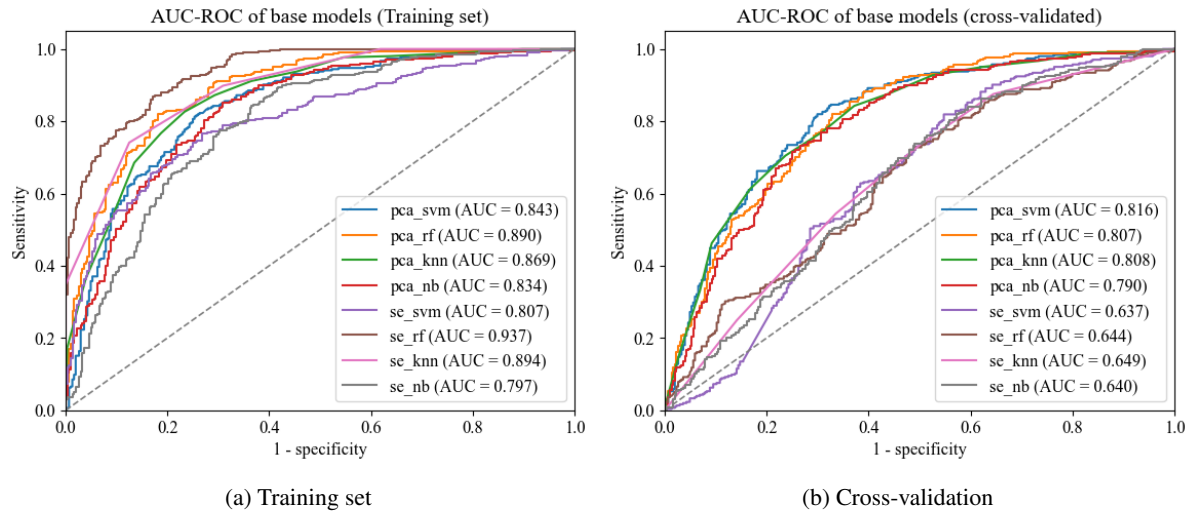 AUC-ROC of base models (Training set)
1.0
0.8
0.6
0.4
0.2
0.0
Sensitivity
pca_svm (AUC = 0.843)
pca_rf (AUC = 0.890)
pca_knn (AUC = 0.869)
pca_nb (AUC = 0.834)
se_svm (AUC = 0.807)
se_rf (AUC = 0.937)
se_knn (AUC = 0.894)
se_nb (AUC = 0.797)
0.0 0.2 0.4 0.6 0.8 1.0
1 - specificity
(a) Training set
AUC-ROC of base models (cross-validated)
1.0
0.8
0.6
0.4
0.2
0.0
Sensitivity
pca_svm (AUC = 0.816)
pca_rf (AUC = 0.807)
pca_knn (AUC = 0.808)
pca_nb (AUC = 0.790)
se_svm (AUC = 0.637)
se_rf (AUC = 0.644)
se_knn (AUC = 0.649)
se_nb (AUC = 0.640)
0.0 0.2 0.4 0.6 0.8 1.0
1 - specificity
(b) Cross-validation